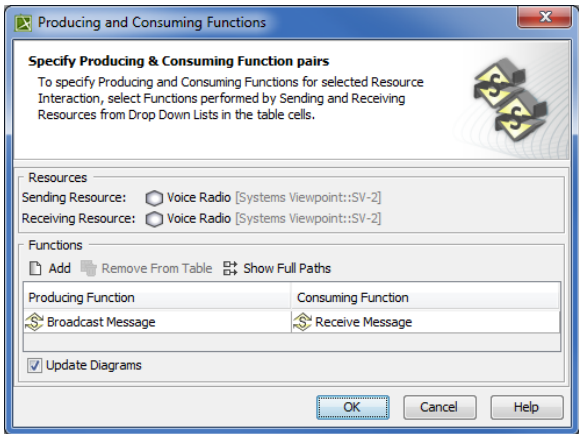 Producing and Consuming Functions
Specify Producing & Consuming Function pairs
To specify Producing and Consuming Functions for selected Resource
Interaction, select Functions performed by Sending and Receiving
Resources from Drop Down Lists in the table cells.
Resources
Sending Resource: Voice Radio [Systems Viewpoint::SV-2]
Receiving Resource: Voice Radio [Systems Viewpoint::SV-2]
Functions
Add Remove From Table Show Full Paths
Producing Function Consuming Function
Broadcast Message Receive Message
Update Diagrams
OK Cancel Help